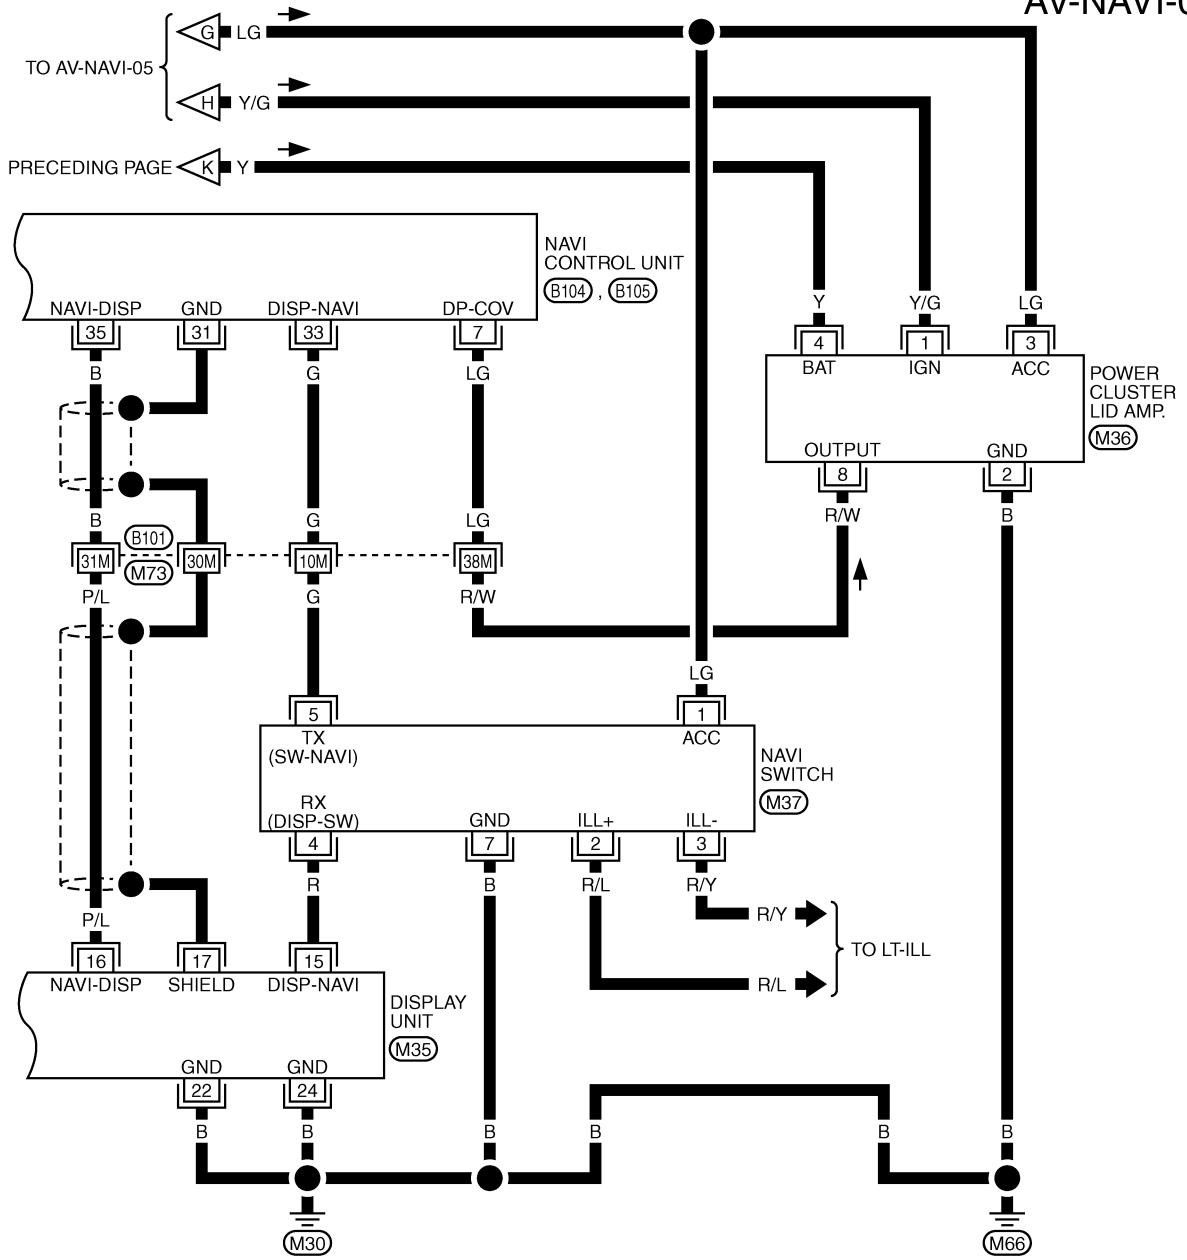 AV-NAVI-0
G LG
TO AV-NAVI-05
H Y/G
PRECEDING PAGE K Y
NAVI
CONTROL UNIT
B104 , B105
NAVI-DISP GND DISP-NAVI DP-COV
35 31 33 7
B G LG
Y Y/G LG
4 1 3
BAT IGN ACC
POWER
CLUSTER
LID AMP.
M36
OUTPUT GND
8 2
R/W B
B G LG
B101
31M 30M 10M 38M
M73
P/L G R/W
LG
5 1
TX ACC
(SW-NAVI)
NAVI
SWITCH
M37
RX
(DISP-SW) GND ILL+ ILL-
4 7 2 3
R B R/L R/Y
R/Y
TO LT-ILL
R/L
P/L
16 17 15
NAVI-DISP SHIELD DISP-NAVI
DISPLAY
UNIT
M35
GND GND
22 24
B B B B B B
M30 M66